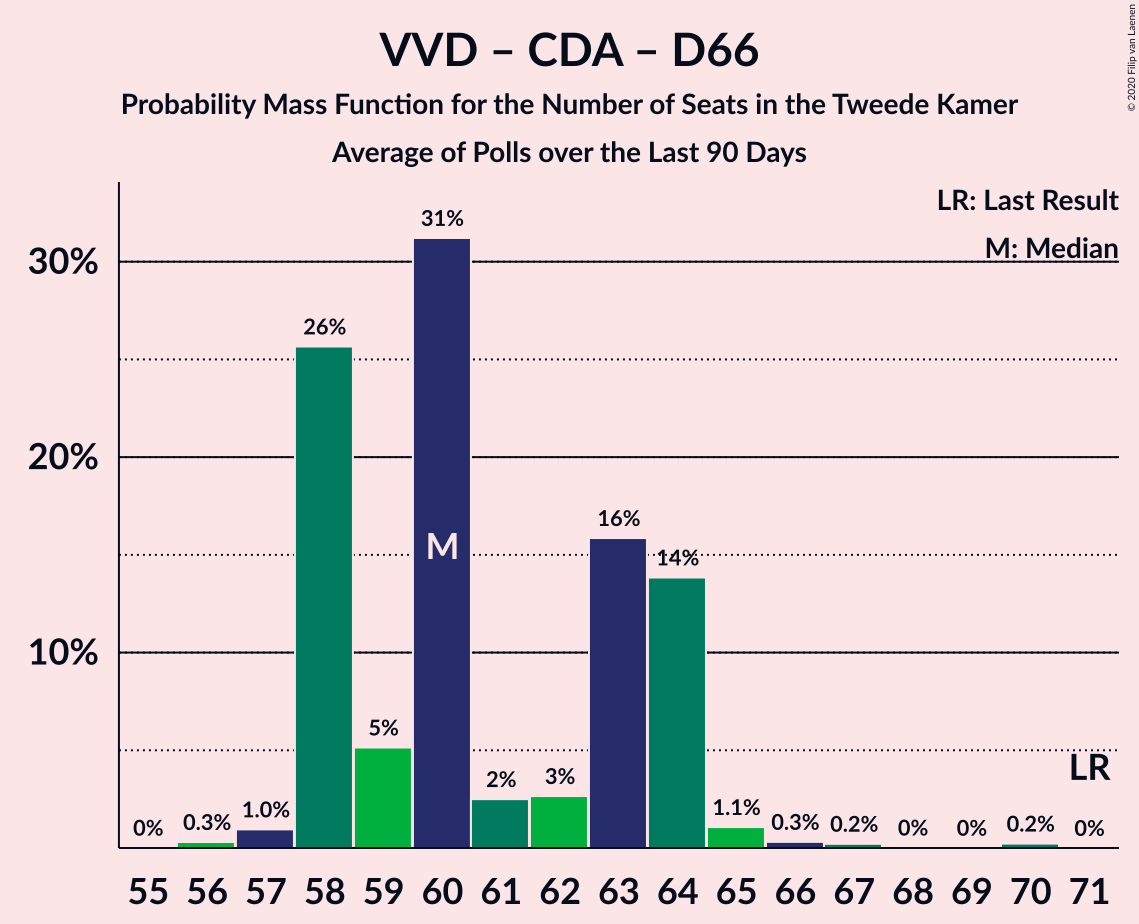 VVD – CDA – D66
Probability Mass Function for the Number of Seats in the Tweede Kamer
Average of Polls over the Last 90 Days
© 2020 Filip van Laenen
LR: Last Result
M: Median
30%
20%
10%
0%
0.3%
1.0%
26%
5%
31%
2%
3%
16%
14%
1.1%
0.3%
0.2%
0%
0%
0.2%
0%
M
LR
55 56 57 58 59 60 61 62 63 64 65 66 67 68 69 70 71